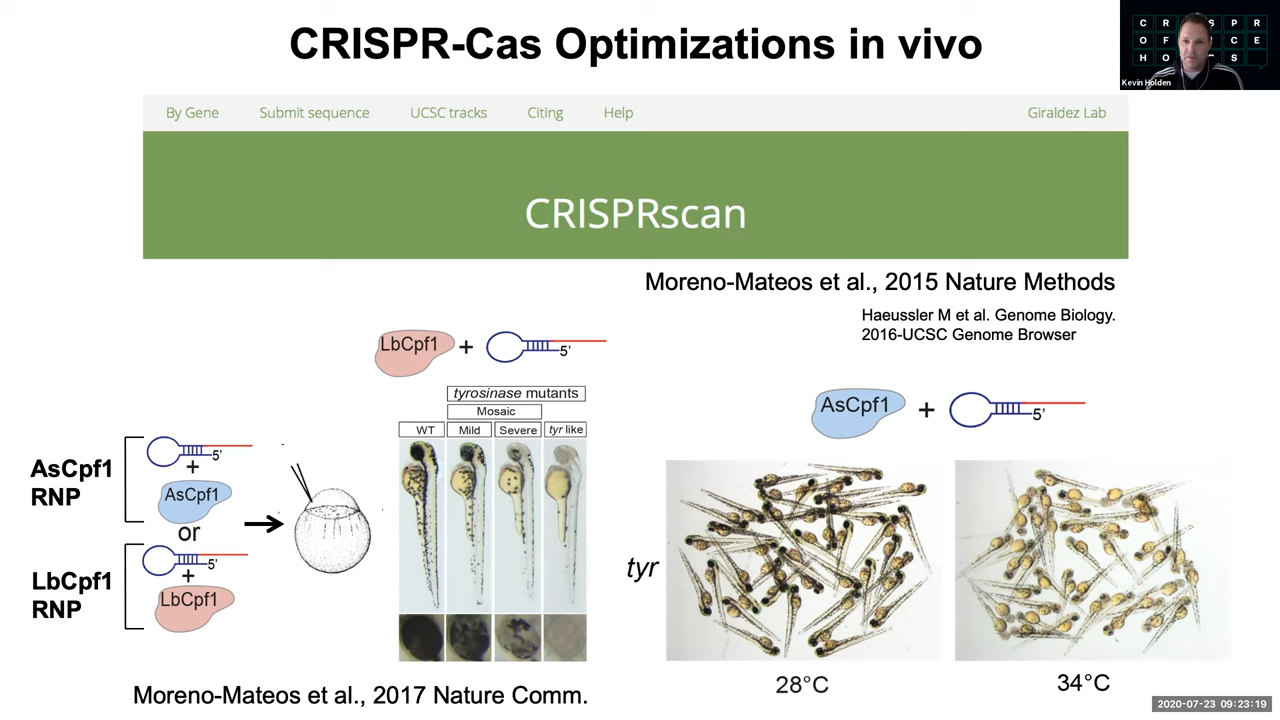 CRISPR-Cas Optimizations in vivo
C R I S P R
O F F I C E
H O U R S
Kevin Holden
By Gene Submit sequence UCSC tracks Citing Help Giraldez Lab
CRISPRscan
Moreno-Mateos et al., 2015 Nature Methods
Haeussler M et al. Genome Biology.
2016-UCSC Genome Browser
LbCpf1 + 5'
tyrosinase mutants
Mosaic
WT Mild Severe tyr like
AsCpf1
RNP
5'
+
AsCpf1
or
LbCpf1
RNP
5'
+
LbCpf1
AsCpf1 + 5'
tyr
28°C 34°C
Moreno-Mateos et al., 2017 Nature Comm.
2020-07-23 09:23:19